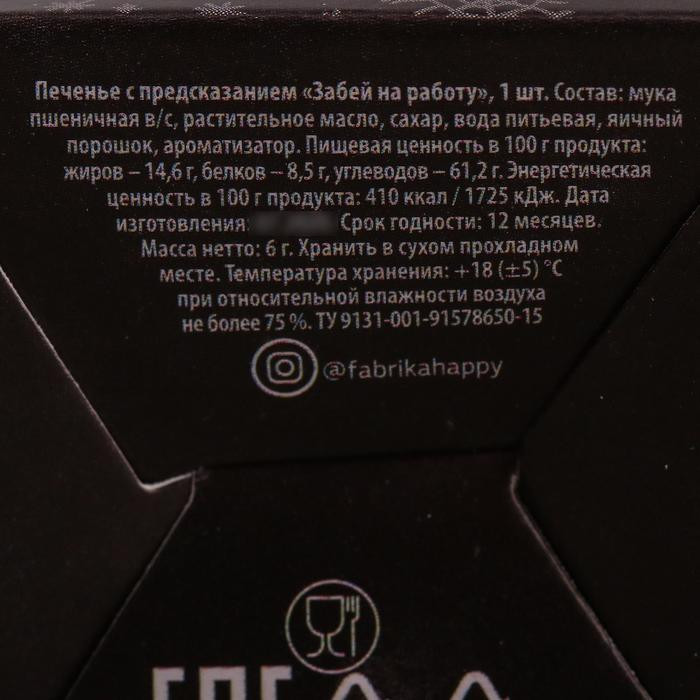 Печенье с предсказанием «Забей на работу», 1 шт. Состав: мука
пшеничная в/с, растительное масло, сахар, вода питьевая, яичный
порошок, ароматизатор. Пищевая ценность в 100 г продукта:
жиров – 14,6 г, белков – 8,5 г, углеводов – 61,2 г. Энергетическая
ценность в 100 г продукта: 410 ккал / 1725 кДж. Дата
изготовления: Срок годности: 12 месяцев.
Масса нетто: 6 г. Хранить в сухом прохладном
месте. Температура хранения: +18 (±5) °С
при относительной влажности воздуха
не более 75 %. ТУ 9131-001-91578650-15
@fabrikahappy